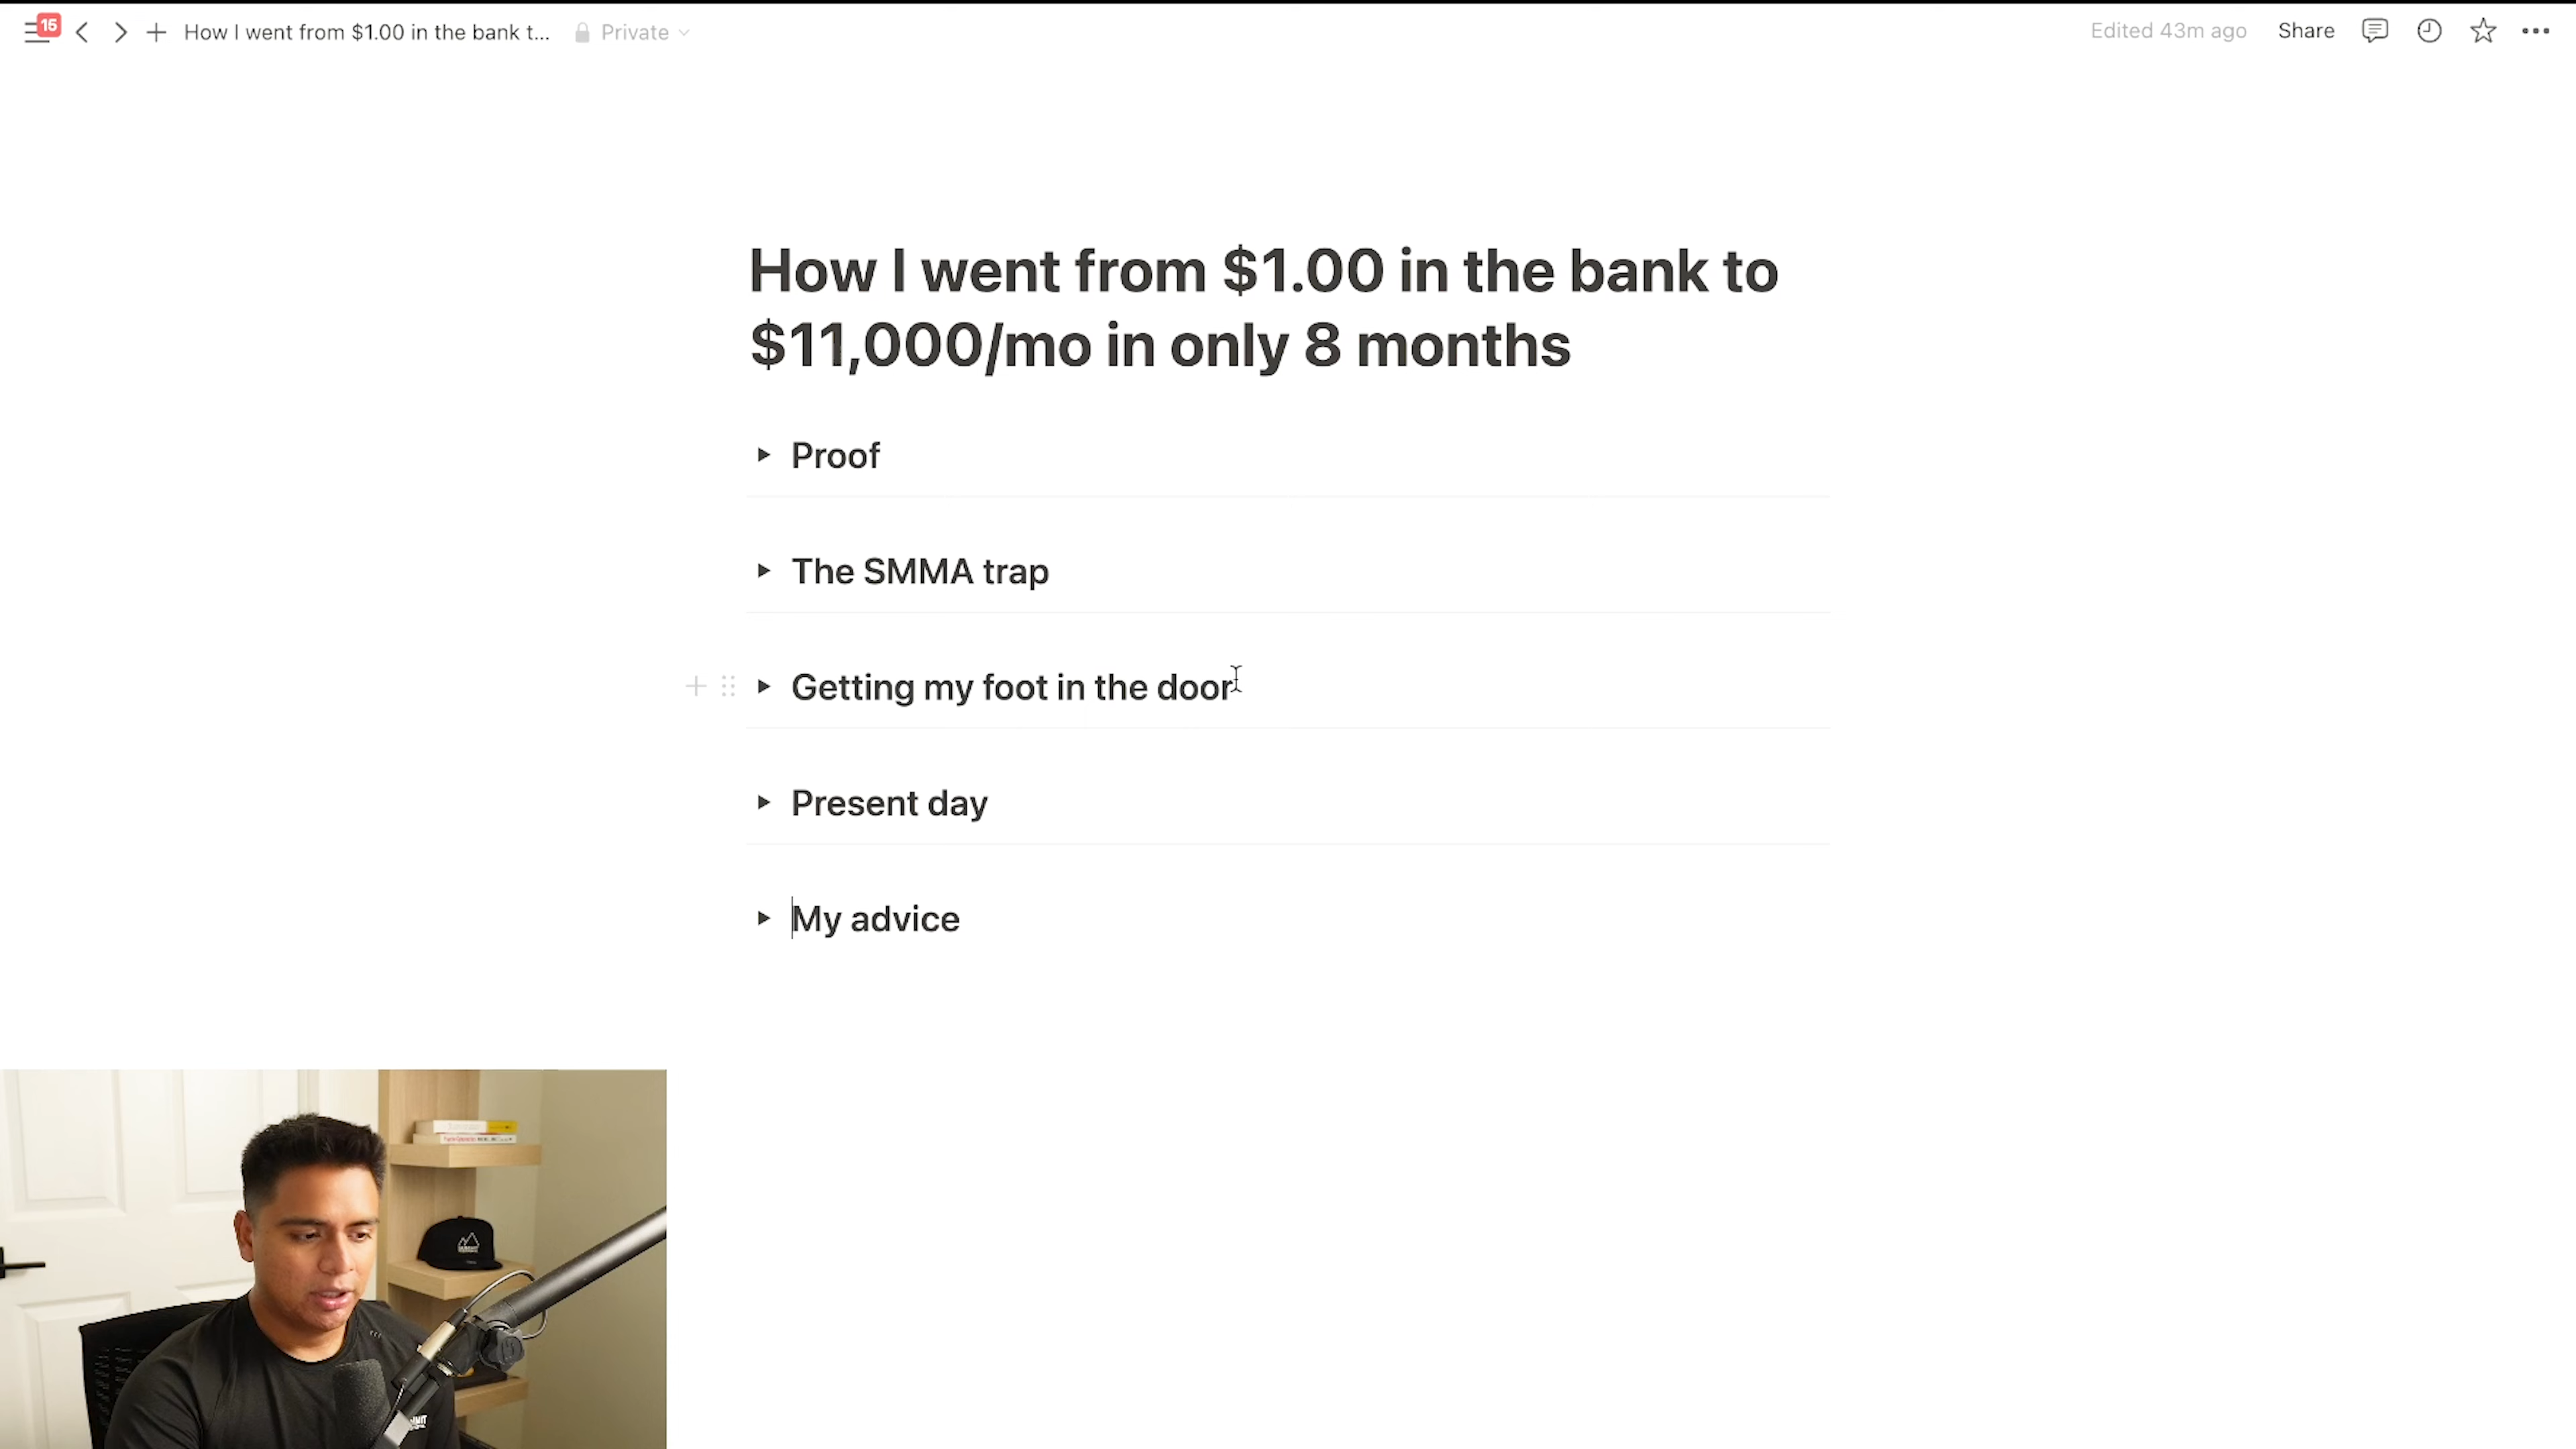 15
How I went from $1.00 in the bank t...
Private
Edited 43m ago
Share
How I went from $1.00 in the bank to
$11,000/mo in only 8 months
Proof
The SMMA trap
Getting my foot in the door
Present day
My advice